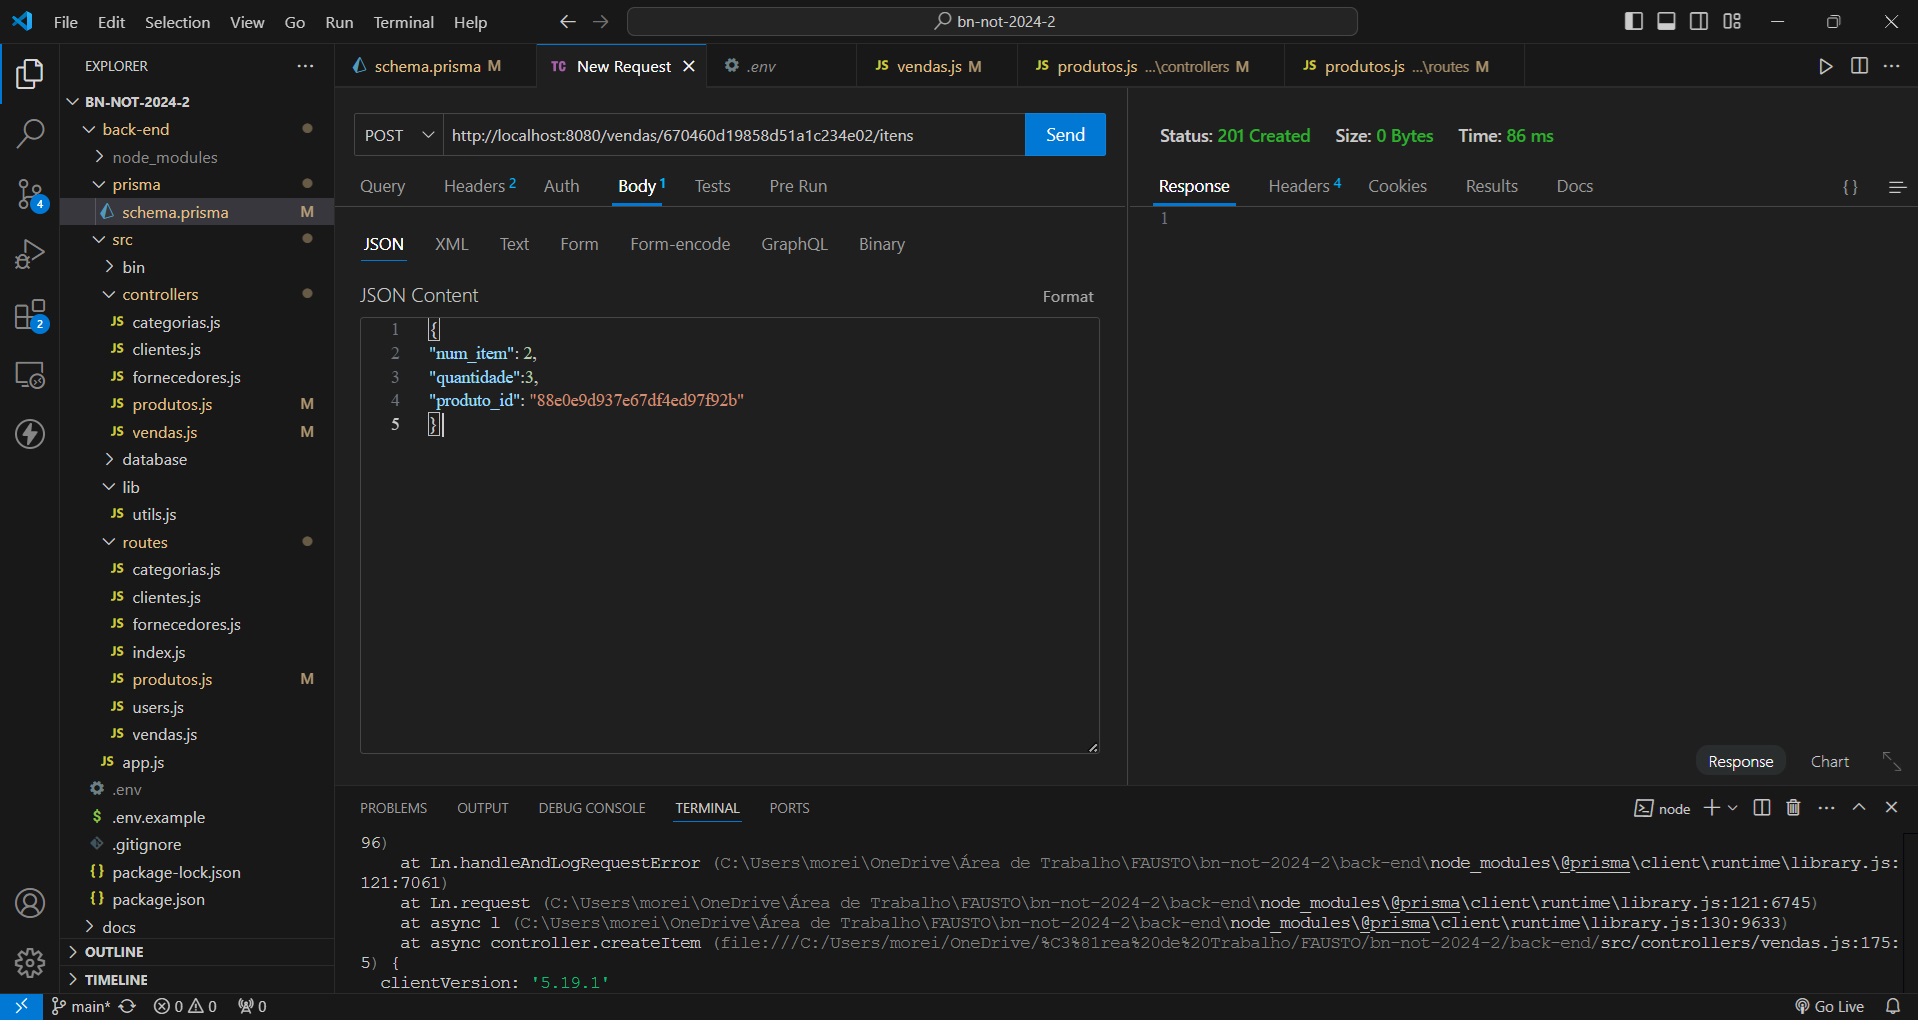 File Edit Selection View Go Run Terminal Help
bn-not-2024-2
EXPLORER
BN-NOT-2024-2
back-end
node_modules
prisma
schema.prisma M
src
bin
controllers
JS categorias.js
JS clientes.js
JS fornecedores.js
JS produtos.js M
JS vendas.js M
database
lib
JS utils.js
routes
JS categorias.js
JS clientes.js
JS fornecedores.js
JS index.js
JS produtos.js M
JS users.js
JS vendas.js
JS app.js
.env
$ .env.example
.gitignore
{} package-lock.json
{} package.json
docs
OUTLINE
TIMELINE
4
2
schema.prisma M
TC New Request
.env
JS vendas.js M
JS produtos.js ...\controllers M
JS produtos.js ...\routes M
POST http://localhost:8080/vendas/670460d19858d51a1c234e02/itens Send
Query Headers 2 Auth Body 1 Tests Pre Run
JSON XML Text Form Form-encode GraphQL Binary
JSON Content Format
1 {
2 "num_item": 2,
3 "quantidade":3,
4 "produto_id": "88e0e9d937e67df4ed97f92b"
5 }
Status: 201 Created Size: 0 Bytes Time: 86 ms
Response Headers 4 Cookies Results Docs {}
1
Response Chart
PROBLEMS OUTPUT DEBUG CONSOLE TERMINAL PORTS
node
96)
at Ln.handleAndLogRequestError (C:\Users\morei\OneDrive\Área de Trabalho\FAUSTO\bn-not-2024-2\back-end\node_modules\@prisma\client\runtime\library.js:
121:7061)
at Ln.request (C:\Users\morei\OneDrive\Área de Trabalho\FAUSTO\bn-not-2024-2\back-end\node_modules\@prisma\client\runtime\library.js:121:6745)
at async l (C:\Users\morei\OneDrive\Área de Trabalho\FAUSTO\bn-not-2024-2\back-end\node_modules\@prisma\client\runtime\library.js:130:9633)
at async controller.createItem (file:///C:/Users/morei/OneDrive/%C3%81rea%20de%20Trabalho/FAUSTO/bn-not-2024-2/back-end/src/controllers/vendas.js:175:
5) {
clientVersion: '5.19.1'
main* 0 0 0 Go Live